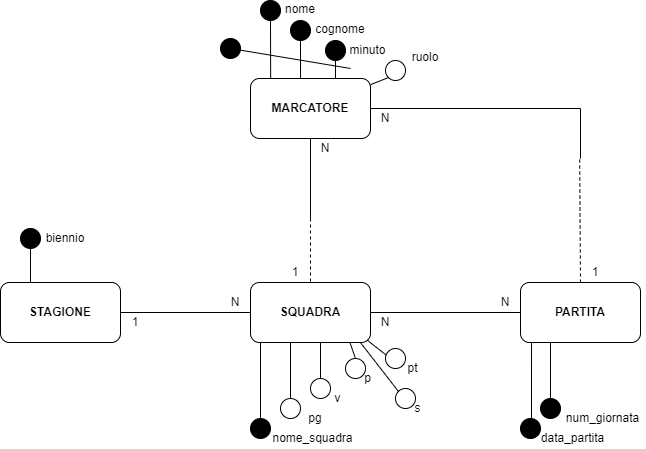 nome
cognome
minuto
ruolo
MARCATORE
N
N
biennio
1
1
N
N
STAGIONE
SQUADRA
PARTITA
1
N
p
pt
v
s
pg
num_giornata
nome_squadra
data_partita